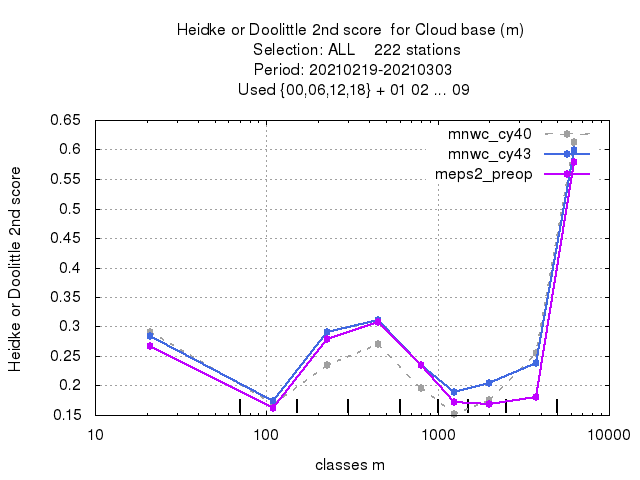 Heidke or Doolittle 2nd score  for Cloud base (m)
Selection: ALL    222 stations
Period: 20210219-20210303
Used {00,06,12,18} + 01 02 ... 09
0.65
0.6
0.55
0.5
0.45
0.4
0.35
0.3
0.25
0.2
0.15
Heidke or Doolittle 2nd score
mnwc_cy40
mnwc_cy43
meps2_preop
10 100 1000 10000
classes m